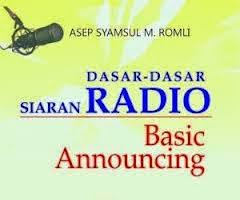 ASEP SYAMSUL M. ROMLI
DASAR-DASAR
SIARAN RADIO
Basic
Announcing